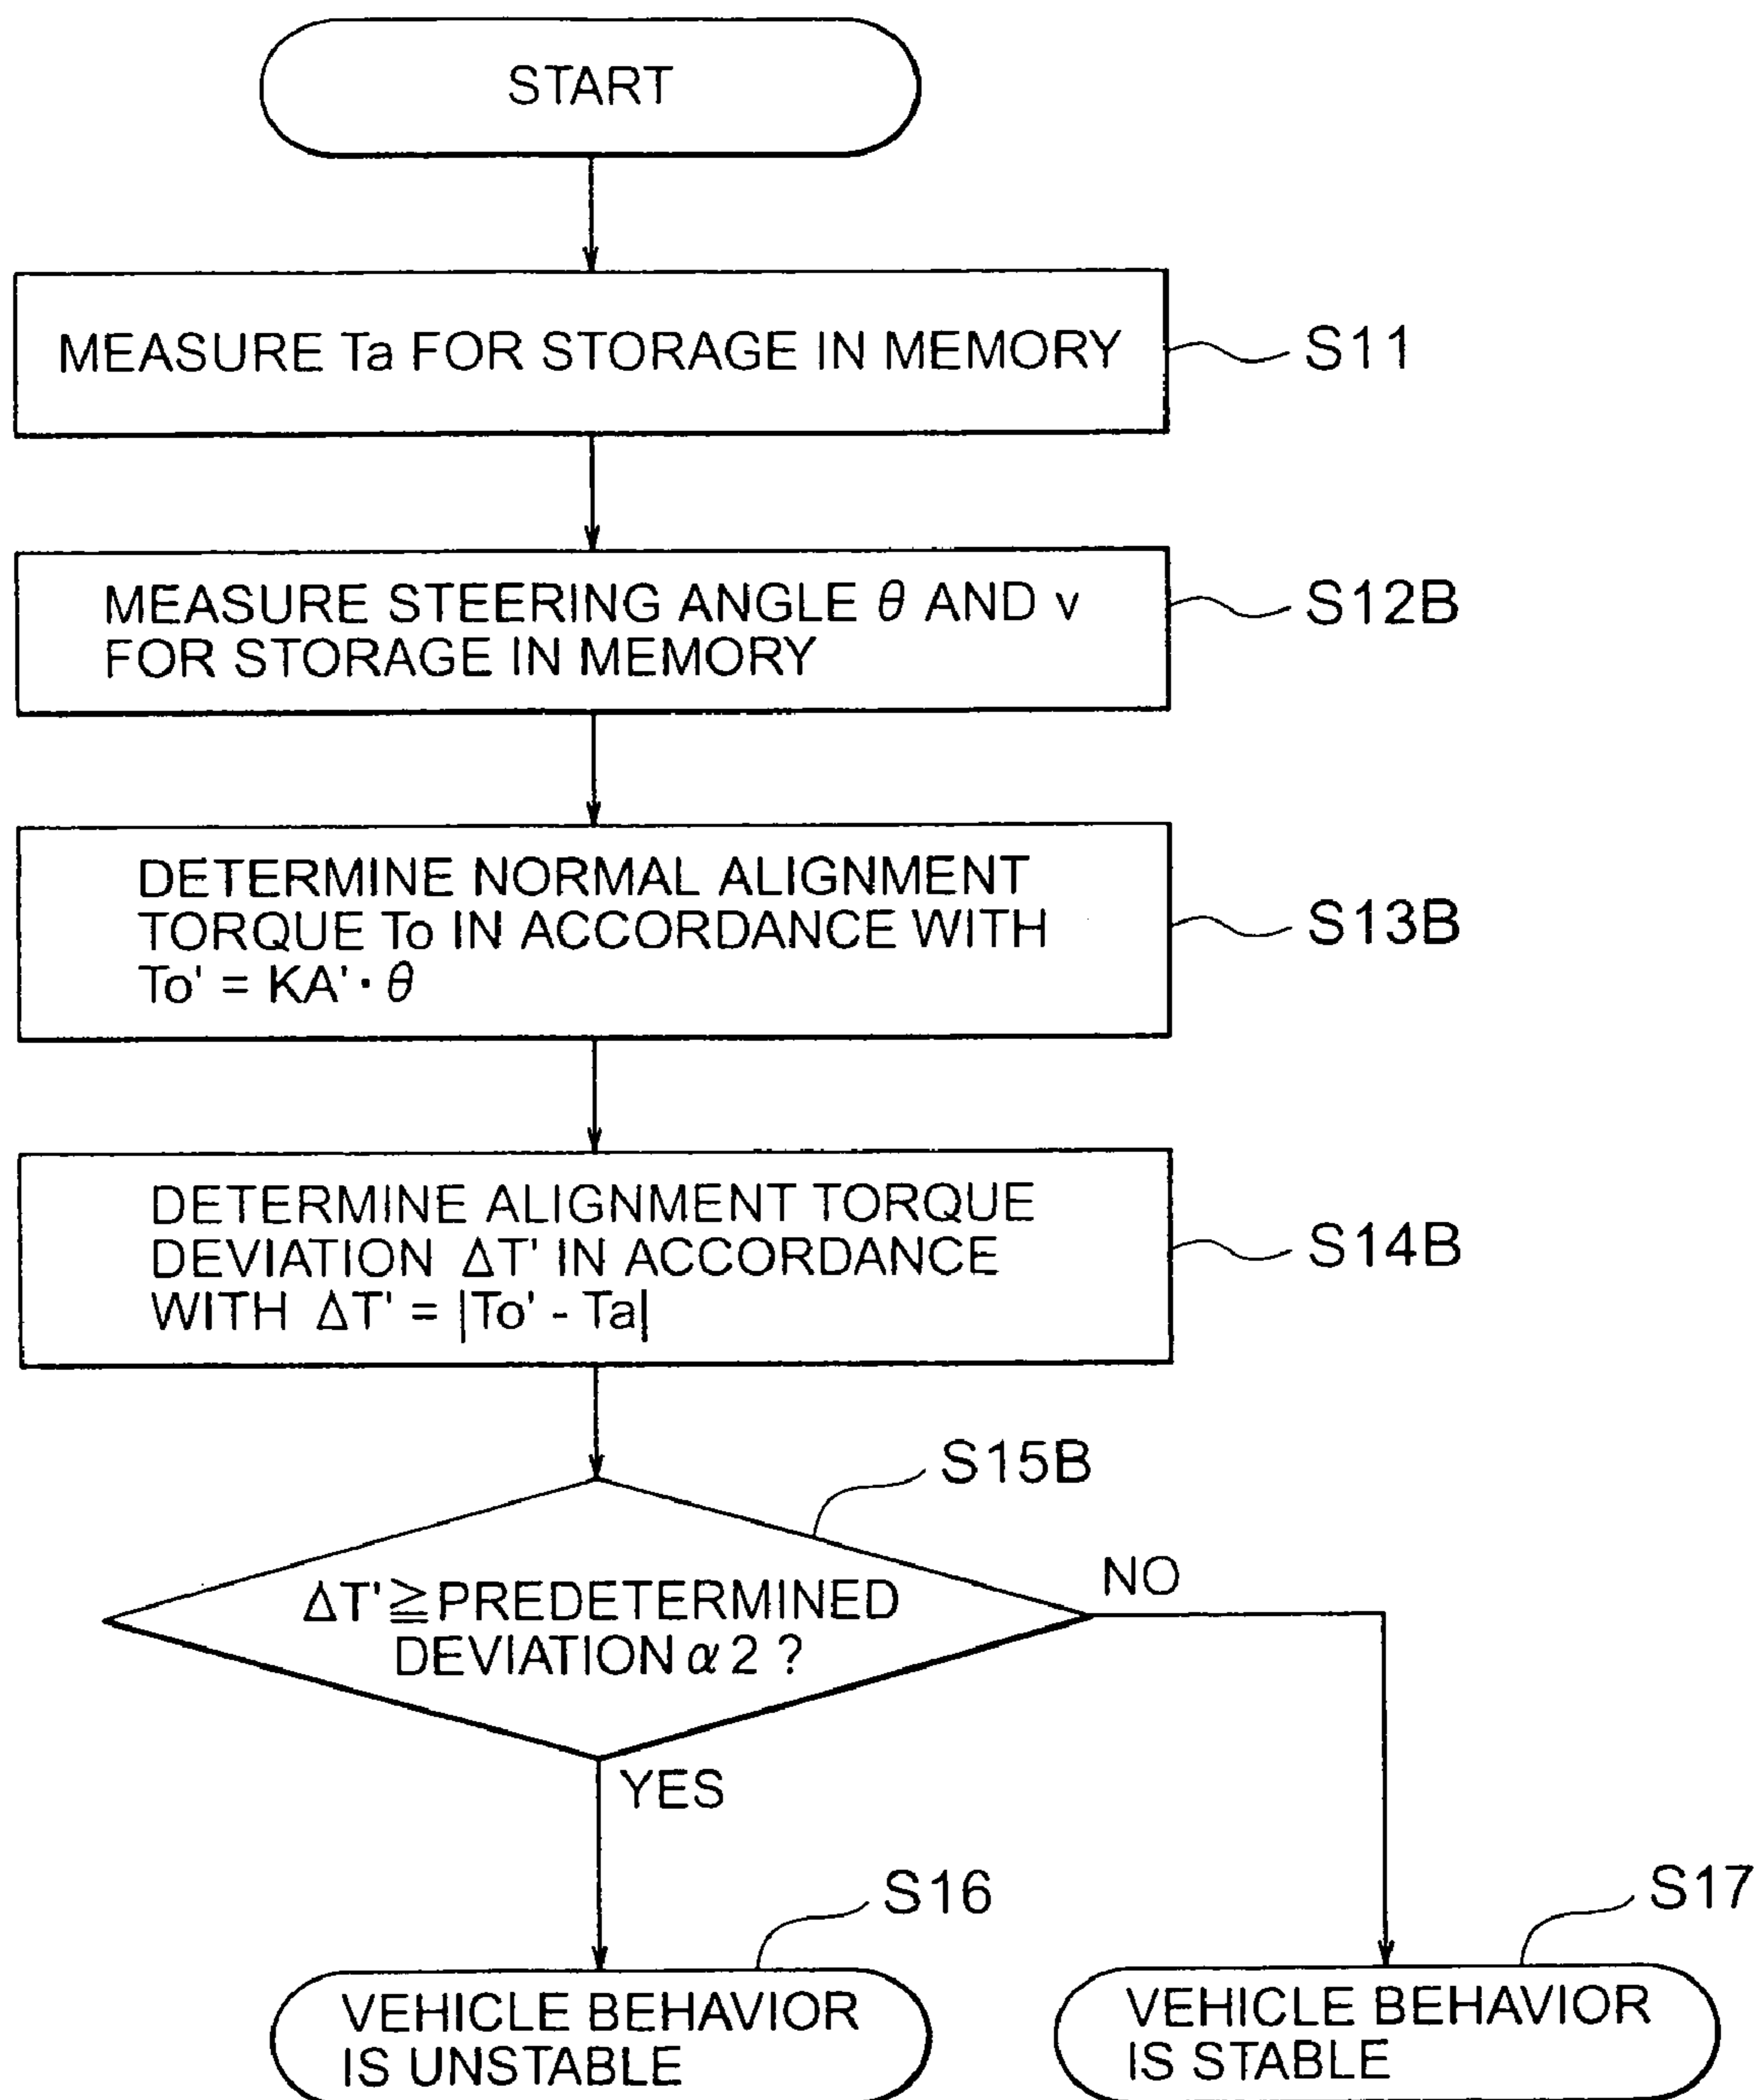 START
MEASURE Ta FOR STORAGE IN MEMORY
S11
MEASURE STEERING ANGLE θ AND v
FOR STORAGE IN MEMORY
S12B
DETERMINE NORMAL ALIGNMENT
TORQUE To IN ACCORDANCE WITH
To' = KA' · θ
S13B
DETERMINE ALIGNMENT TORQUE
DEVIATION ΔT' IN ACCORDANCE
WITH ΔT' = |To' - Ta|
S14B
S15B
ΔT' ≧ PREDETERMINED
DEVIATION α 2 ?
NO
YES
S16
S17
VEHICLE BEHAVIOR
IS UNSTABLE
VEHICLE BEHAVIOR
IS STABLE